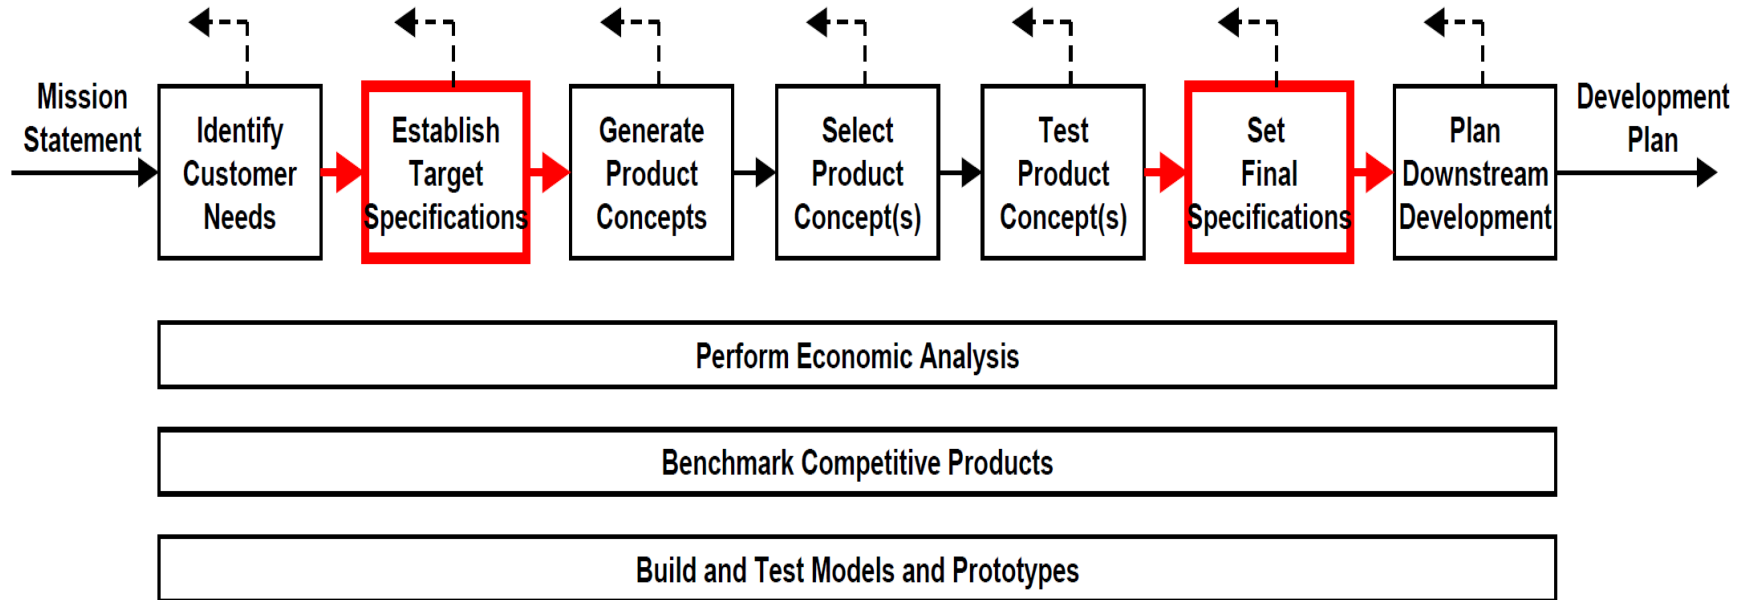 Mission
Statement
Identify
Customer
Needs
Establish
Target
Specifications
Generate
Product
Concepts
Select
Product
Concept(s)
Test
Product
Concept(s)
Set
Final
Specifications
Plan
Downstream
Development
Development
Plan
Perform Economic Analysis
Benchmark Competitive Products
Build and Test Models and Prototypes